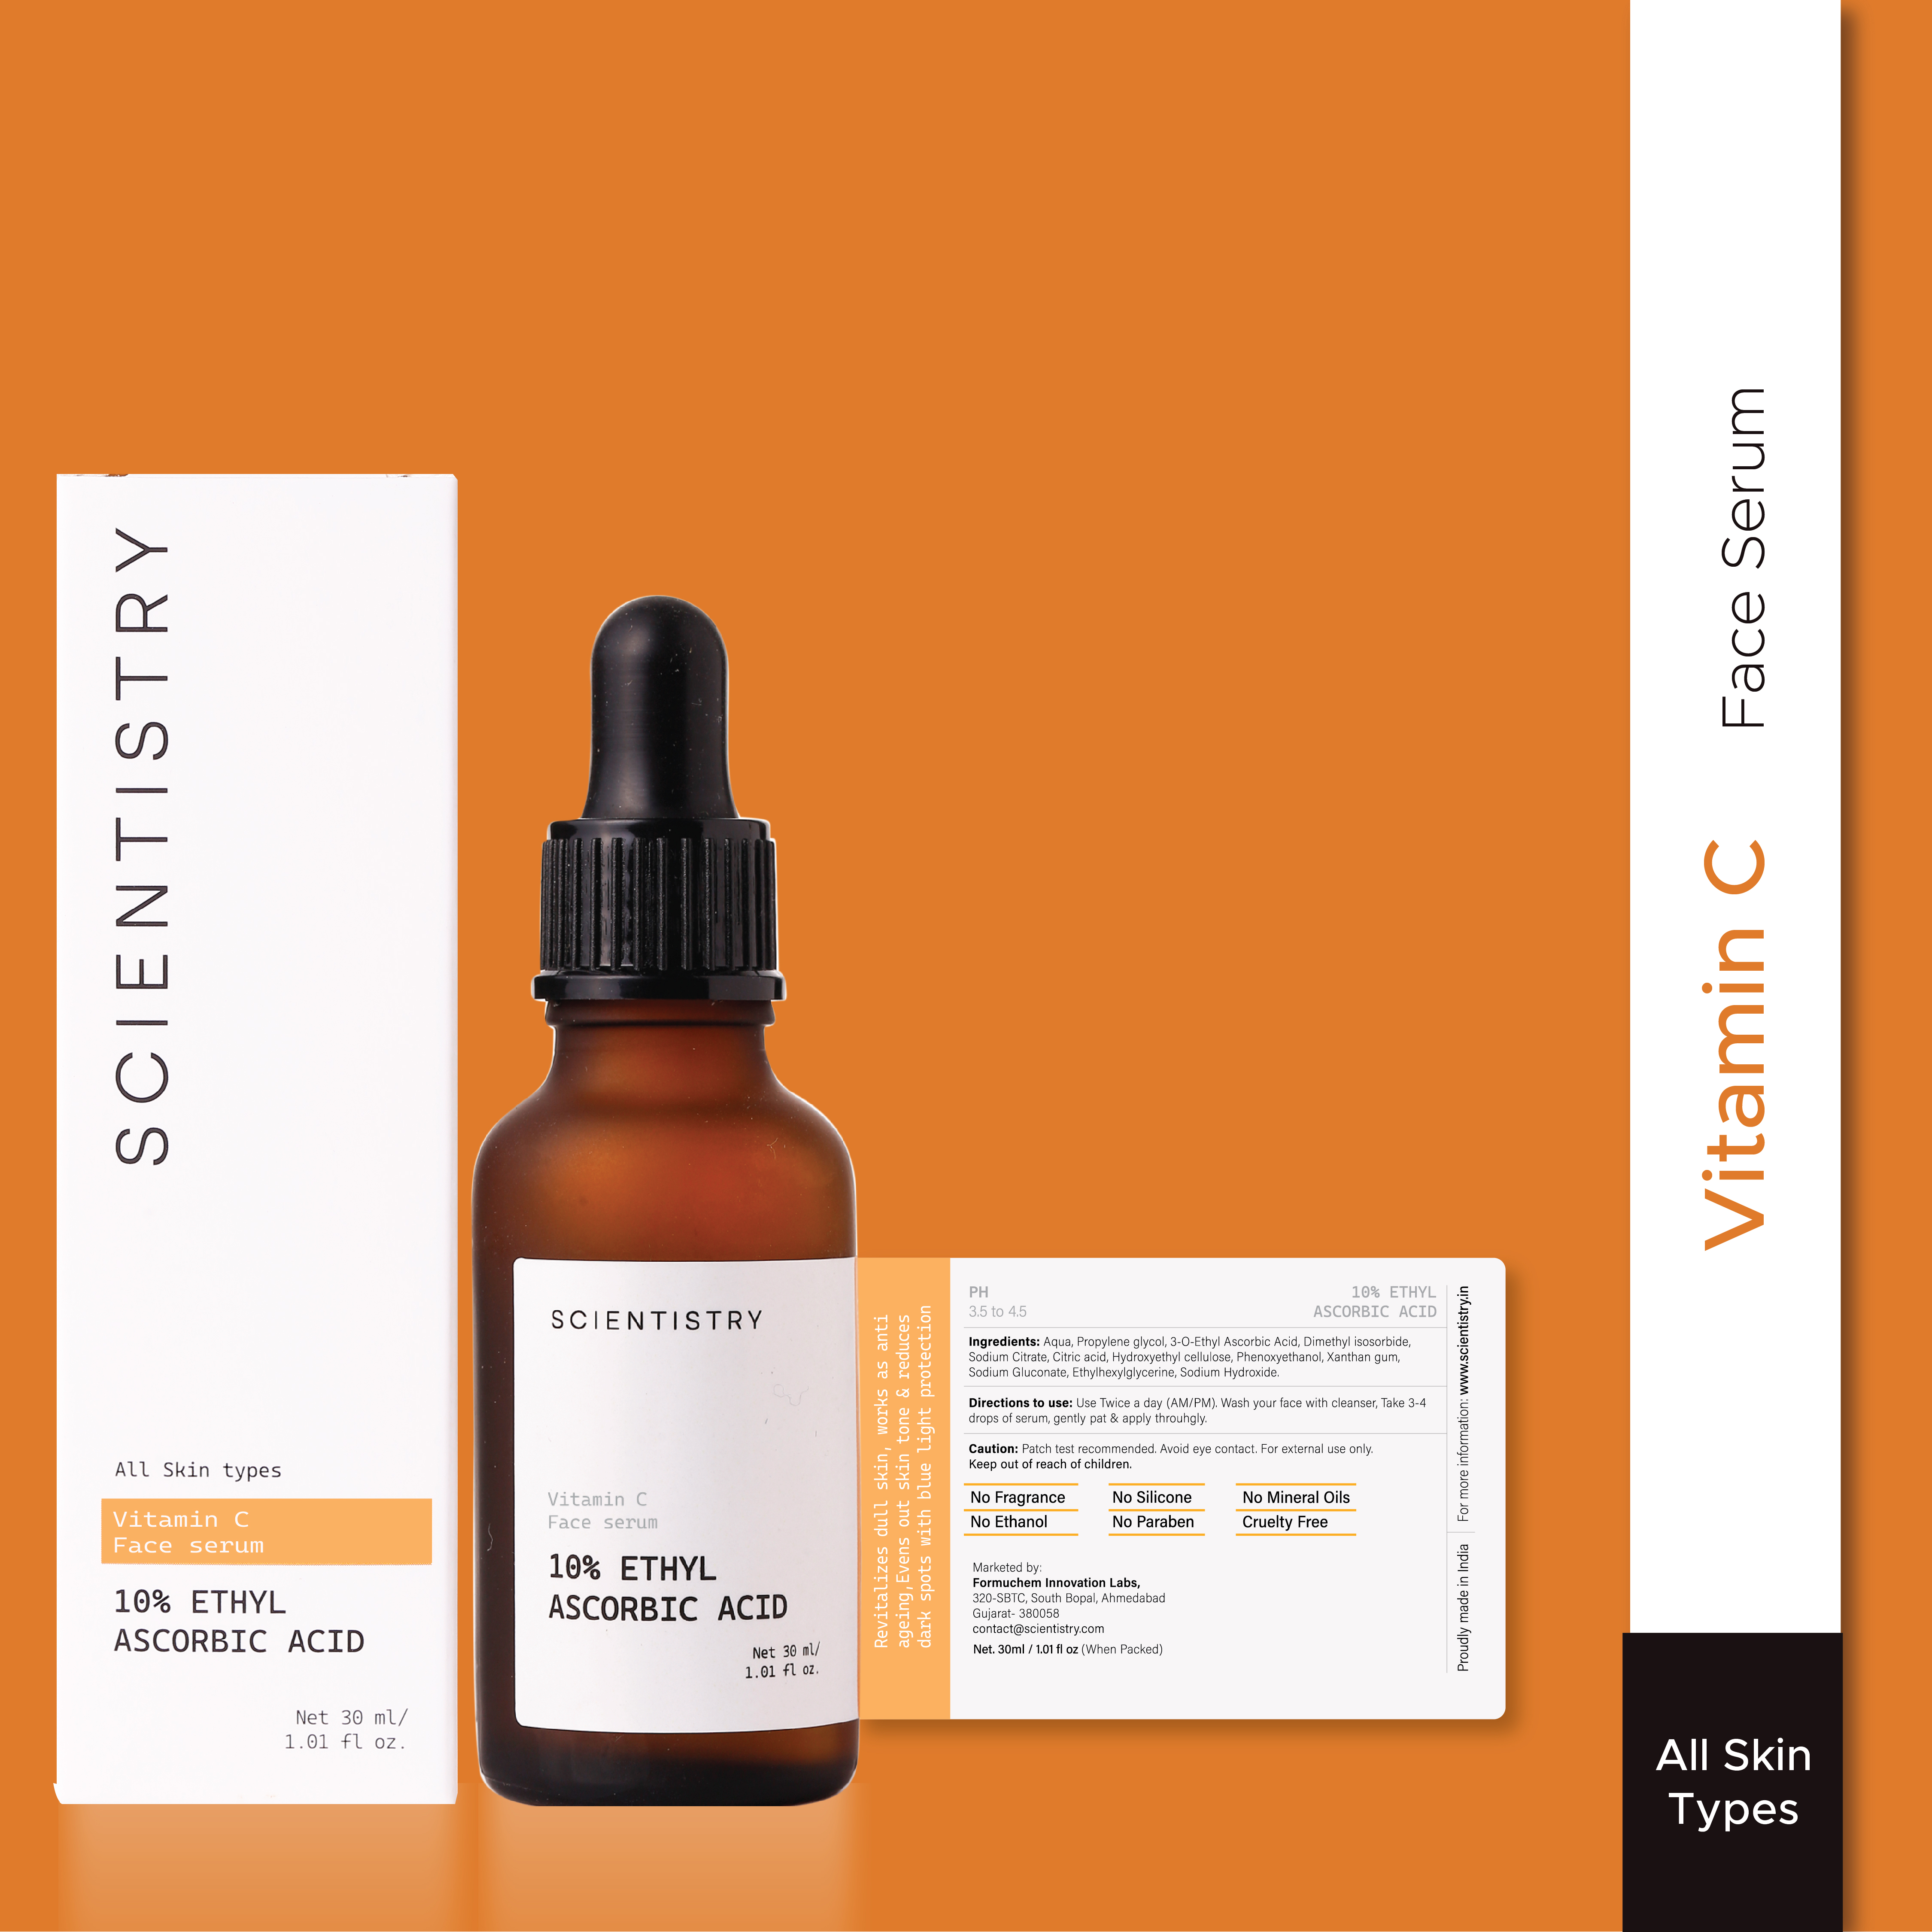 SCIENTISTRY
All Skin types
Vitamin C
Face serum
10% ETHYL
ASCORBIC ACID
Net 30 ml/
1.01 fl oz.
SCIENTISTRY
Vitamin C
Face serum
10% ETHYL
ASCORBIC ACID
Net 30 ml/
1.01 fl oz.
Revitalizes dull skin, works as anti
ageing,Evens out skin tone & reduces
dark spots with blue light protection
PH
3.5 to 4.5
10% ETHYL
ASCORBIC ACID
Ingredients: Aqua, Propylene glycol, 3-O-Ethyl Ascorbic Acid, Dimethyl isosorbide,
Sodium Citrate, Citric acid, Hydroxyethyl cellulose, Phenoxyethanol, Xanthan gum,
Sodium Gluconate, Ethylhexylglycerine, Sodium Hydroxide.
Directions to use: Use Twice a day (AM/PM). Wash your face with cleanser, Take 3-4
drops of serum, gently pat & apply throuhgly.
Caution: Patch test recommended. Avoid eye contact. For external use only.
Keep out of reach of children.
No Fragrance
No Silicone
No Mineral Oils
No Ethanol
No Paraben
Cruelty Free
Marketed by:
Formuchem Innovation Labs,
320-SBTC, South Bopal, Ahmedabad
Gujarat- 380058
contact@scientistry.com
Net. 30ml / 1.01 fl oz (When Packed)
Proudly made in India
For more information: www.scientistry.in
Vitamin C Face Serum
All Skin
Types